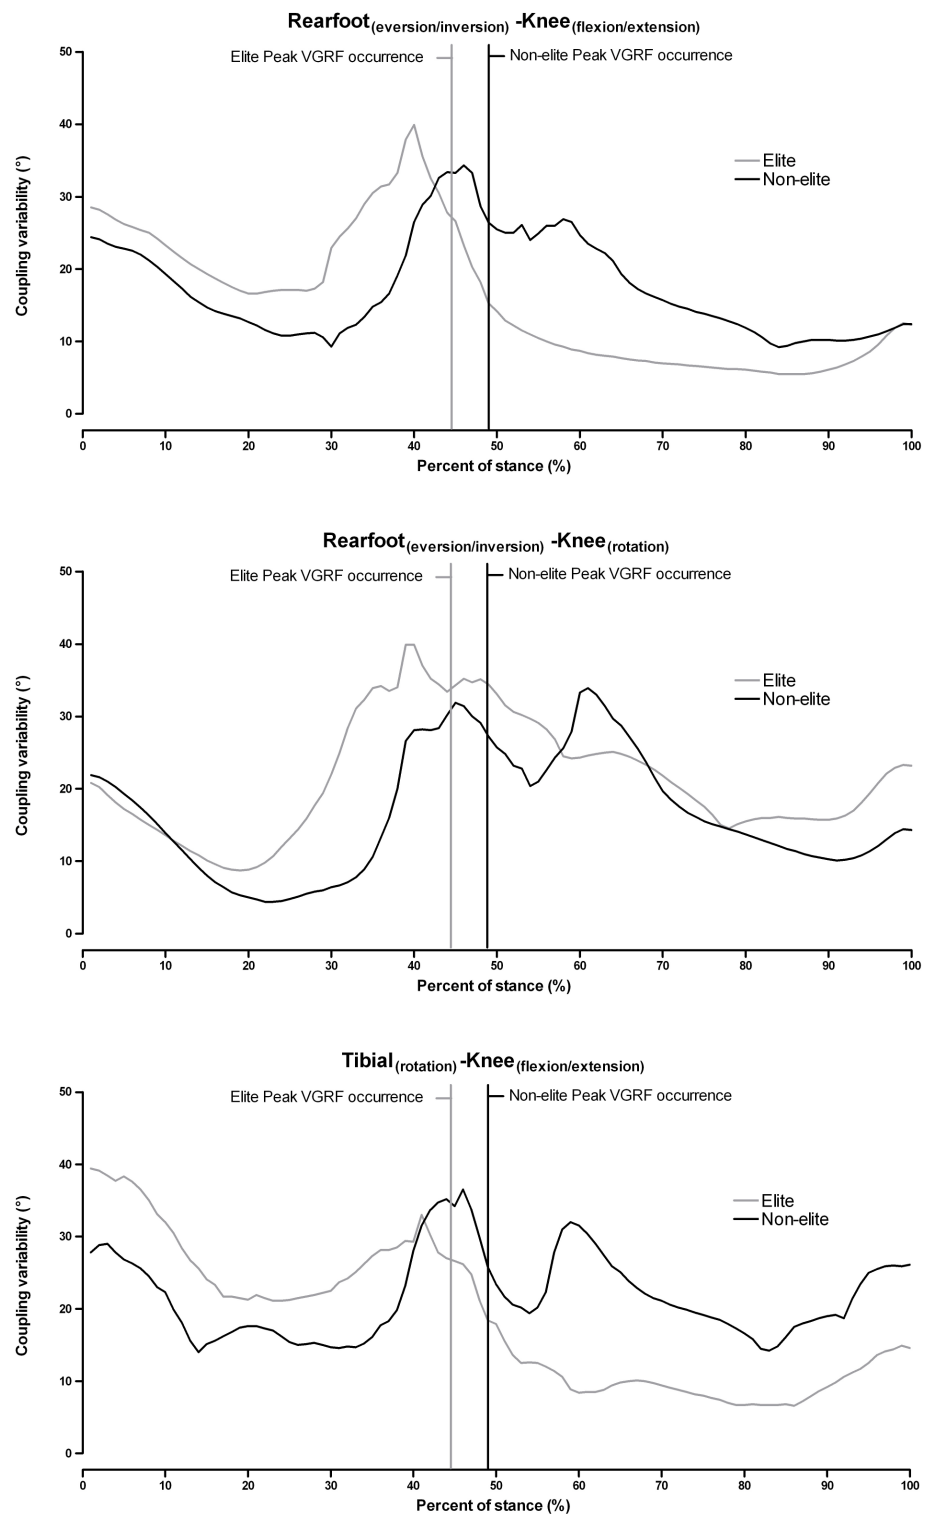 Rearfoot(eversion/inversion) -Knee(flexion/extension)
Elite Peak VGRF occurrence
Non-elite Peak VGRF occurrence
50
40
30
20
10
0
Coupling variability (°)
Elite
Non-elite
0 10 20 30 40 50 60 70 80 90 100
Percent of stance (%)
Rearfoot(eversion/inversion) -Knee(rotation)
Elite Peak VGRF occurrence
Non-elite Peak VGRF occurrence
50
40
30
20
10
0
Coupling variability (°)
Elite
Non-elite
0 10 20 30 40 50 60 70 80 90 100
Percent of stance (%)
Tibial(rotation) -Knee(flexion/extension)
Elite Peak VGRF occurrence
Non-elite Peak VGRF occurrence
50
40
30
20
10
0
Coupling variability (°)
Elite
Non-elite
0 10 20 30 40 50 60 70 80 90 100
Percent of stance (%)